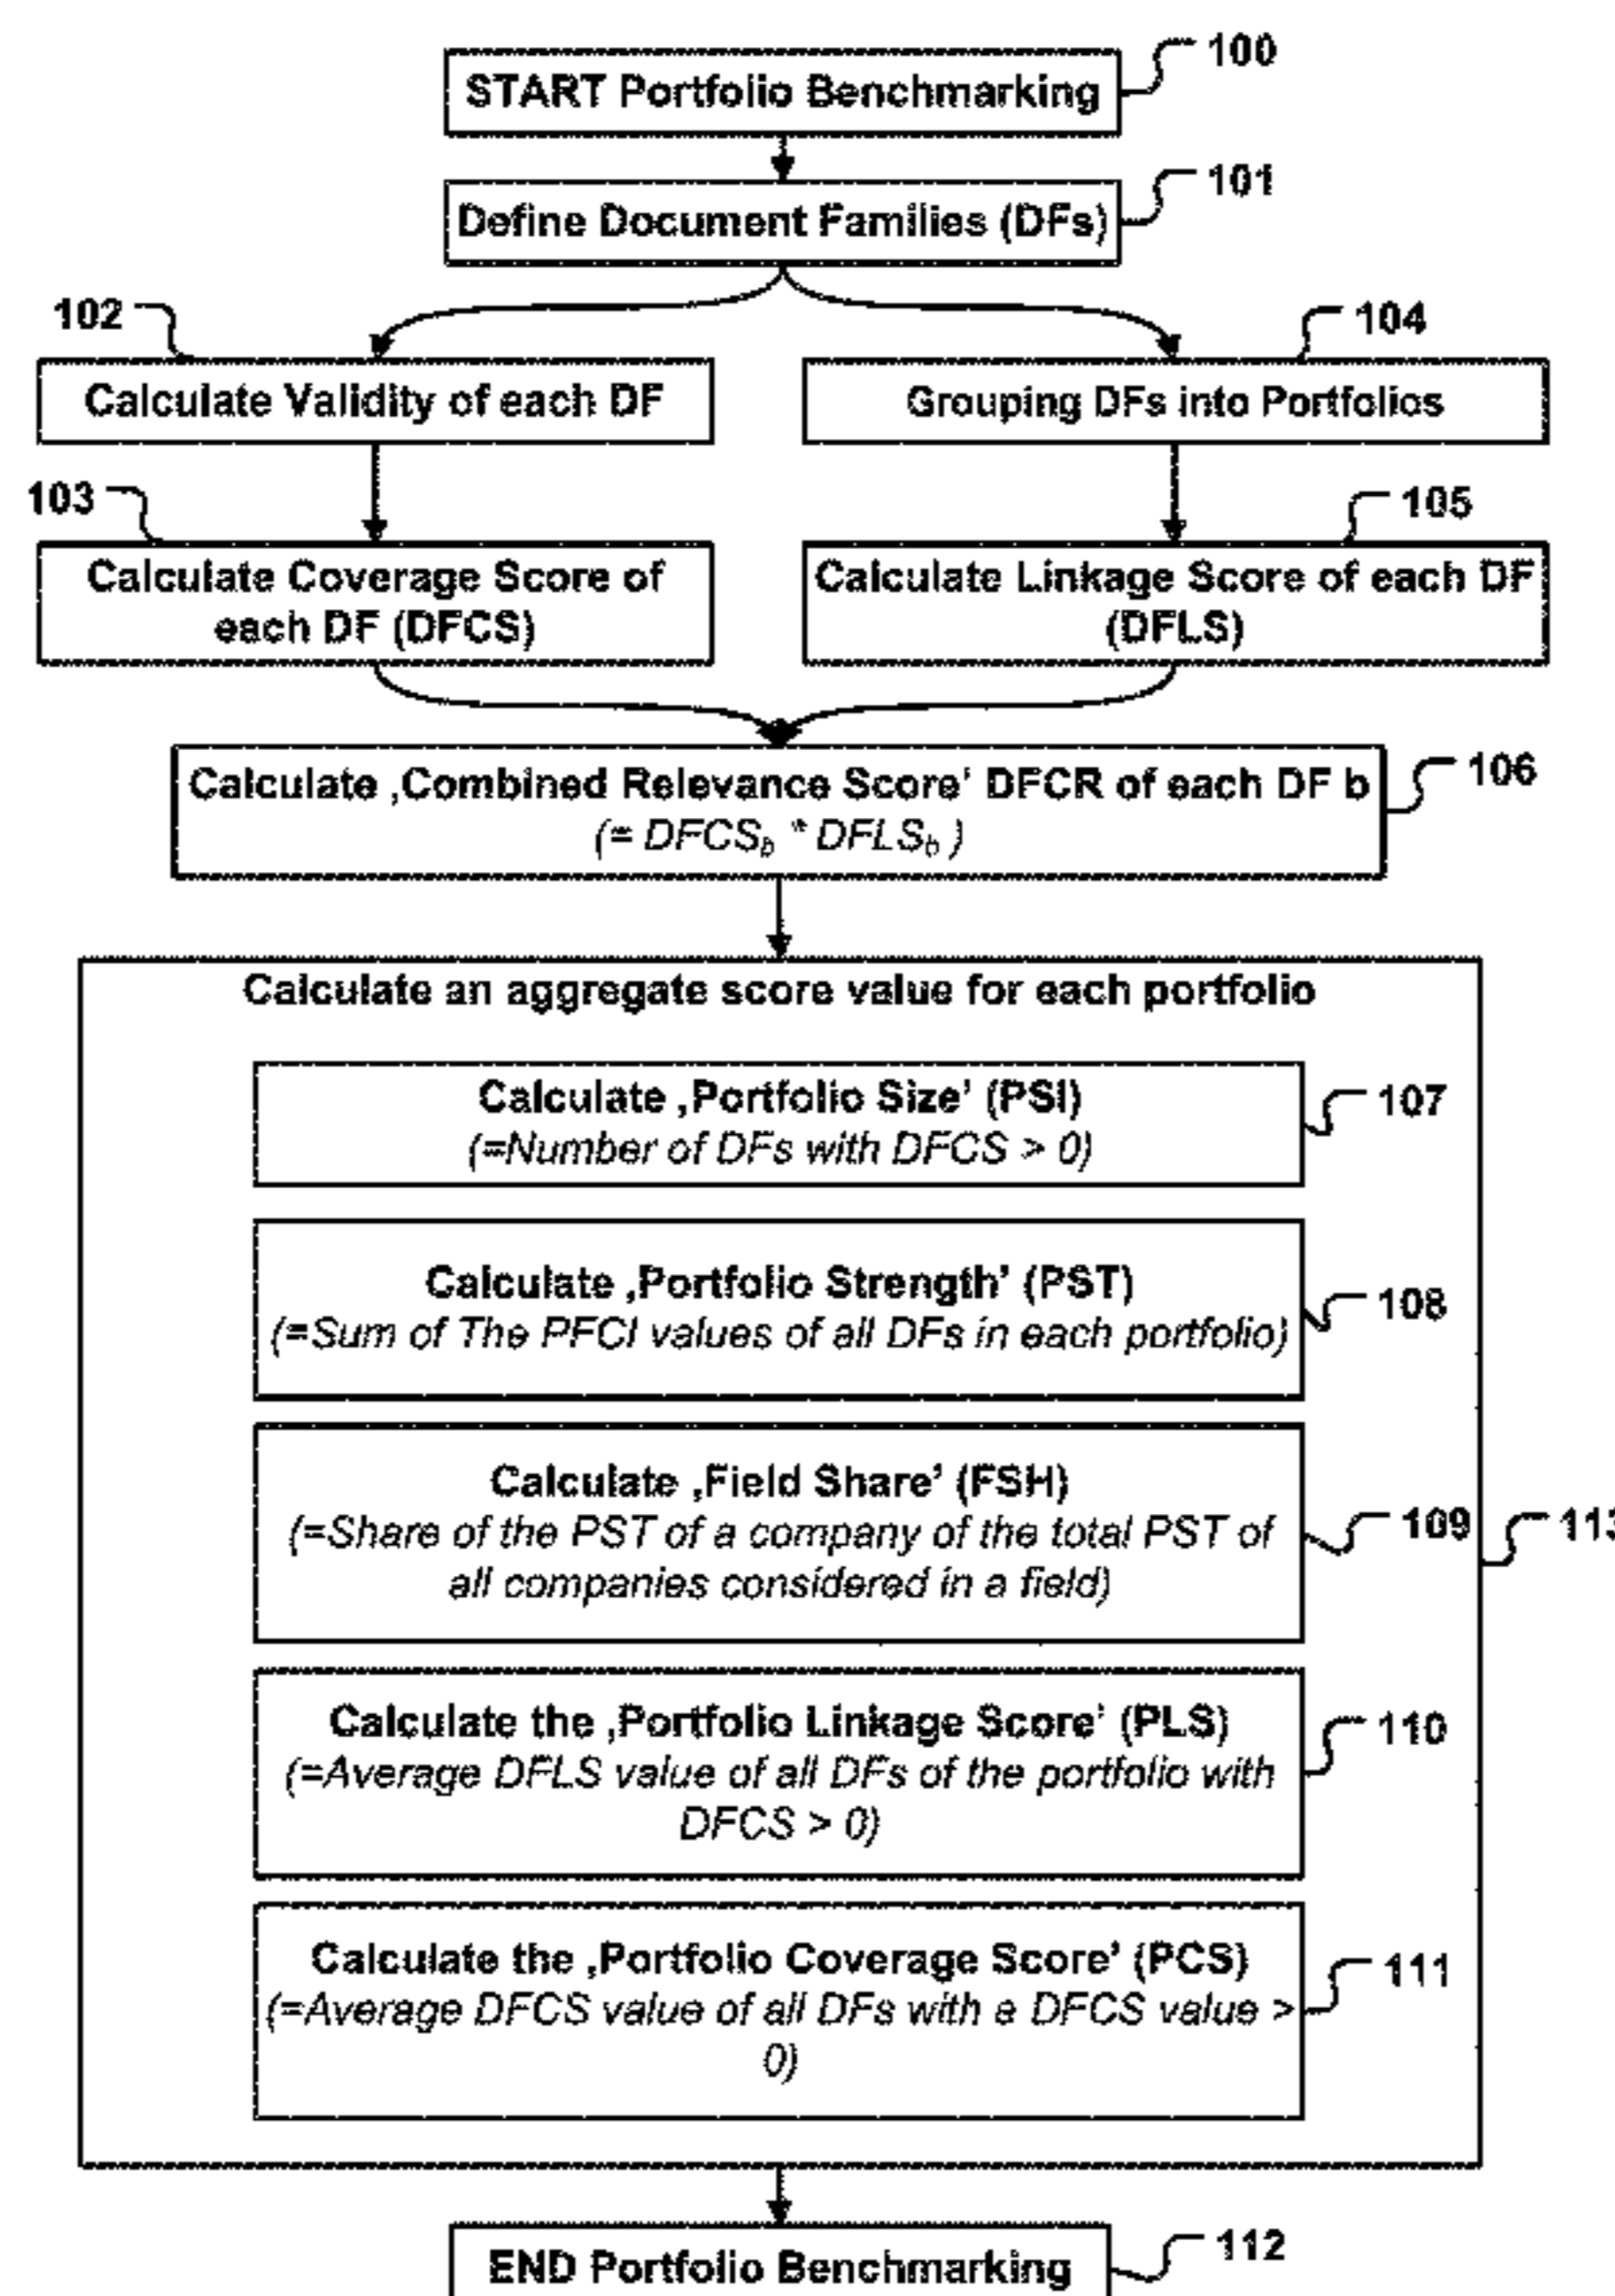 100
START Portfolio Benchmarking
101
Define Document Families (DFs)
102
104
Calculate Validity of each DF
Grouping DFs into Portfolios
103
105
Calculate Coverage Score of
each DF (DFCS)
Calculate Linkage Score of each DF
(DFLS)
Calculate ‚Combined Relevance Score' DFCR of each DF b
(= DFCSb * DFLSb )
106
Calculate an aggregate score value for each portfolio
Calculate ‚Portfolio Size' (PSI)
(=Number of DFs with DFCS > 0)
107
Calculate ‚Portfolio Strength' (PST)
(=Sum of The PFCI values of all DFs in each portfolio)
108
Calculate ‚Field Share' (FSH)
(=Share of the PST of a company of the total PST of
all companies considered in a field)
109
113
Calculate the ‚Portfolio Linkage Score' (PLS)
(=Average DFLS value of all DFs of the portfolio with
DFCS > 0)
110
Calculate the ‚Portfolio Coverage Score' (PCS)
(=Average DFCS value of all DFs with a DFCS value >
0)
111
END Portfolio Benchmarking
112